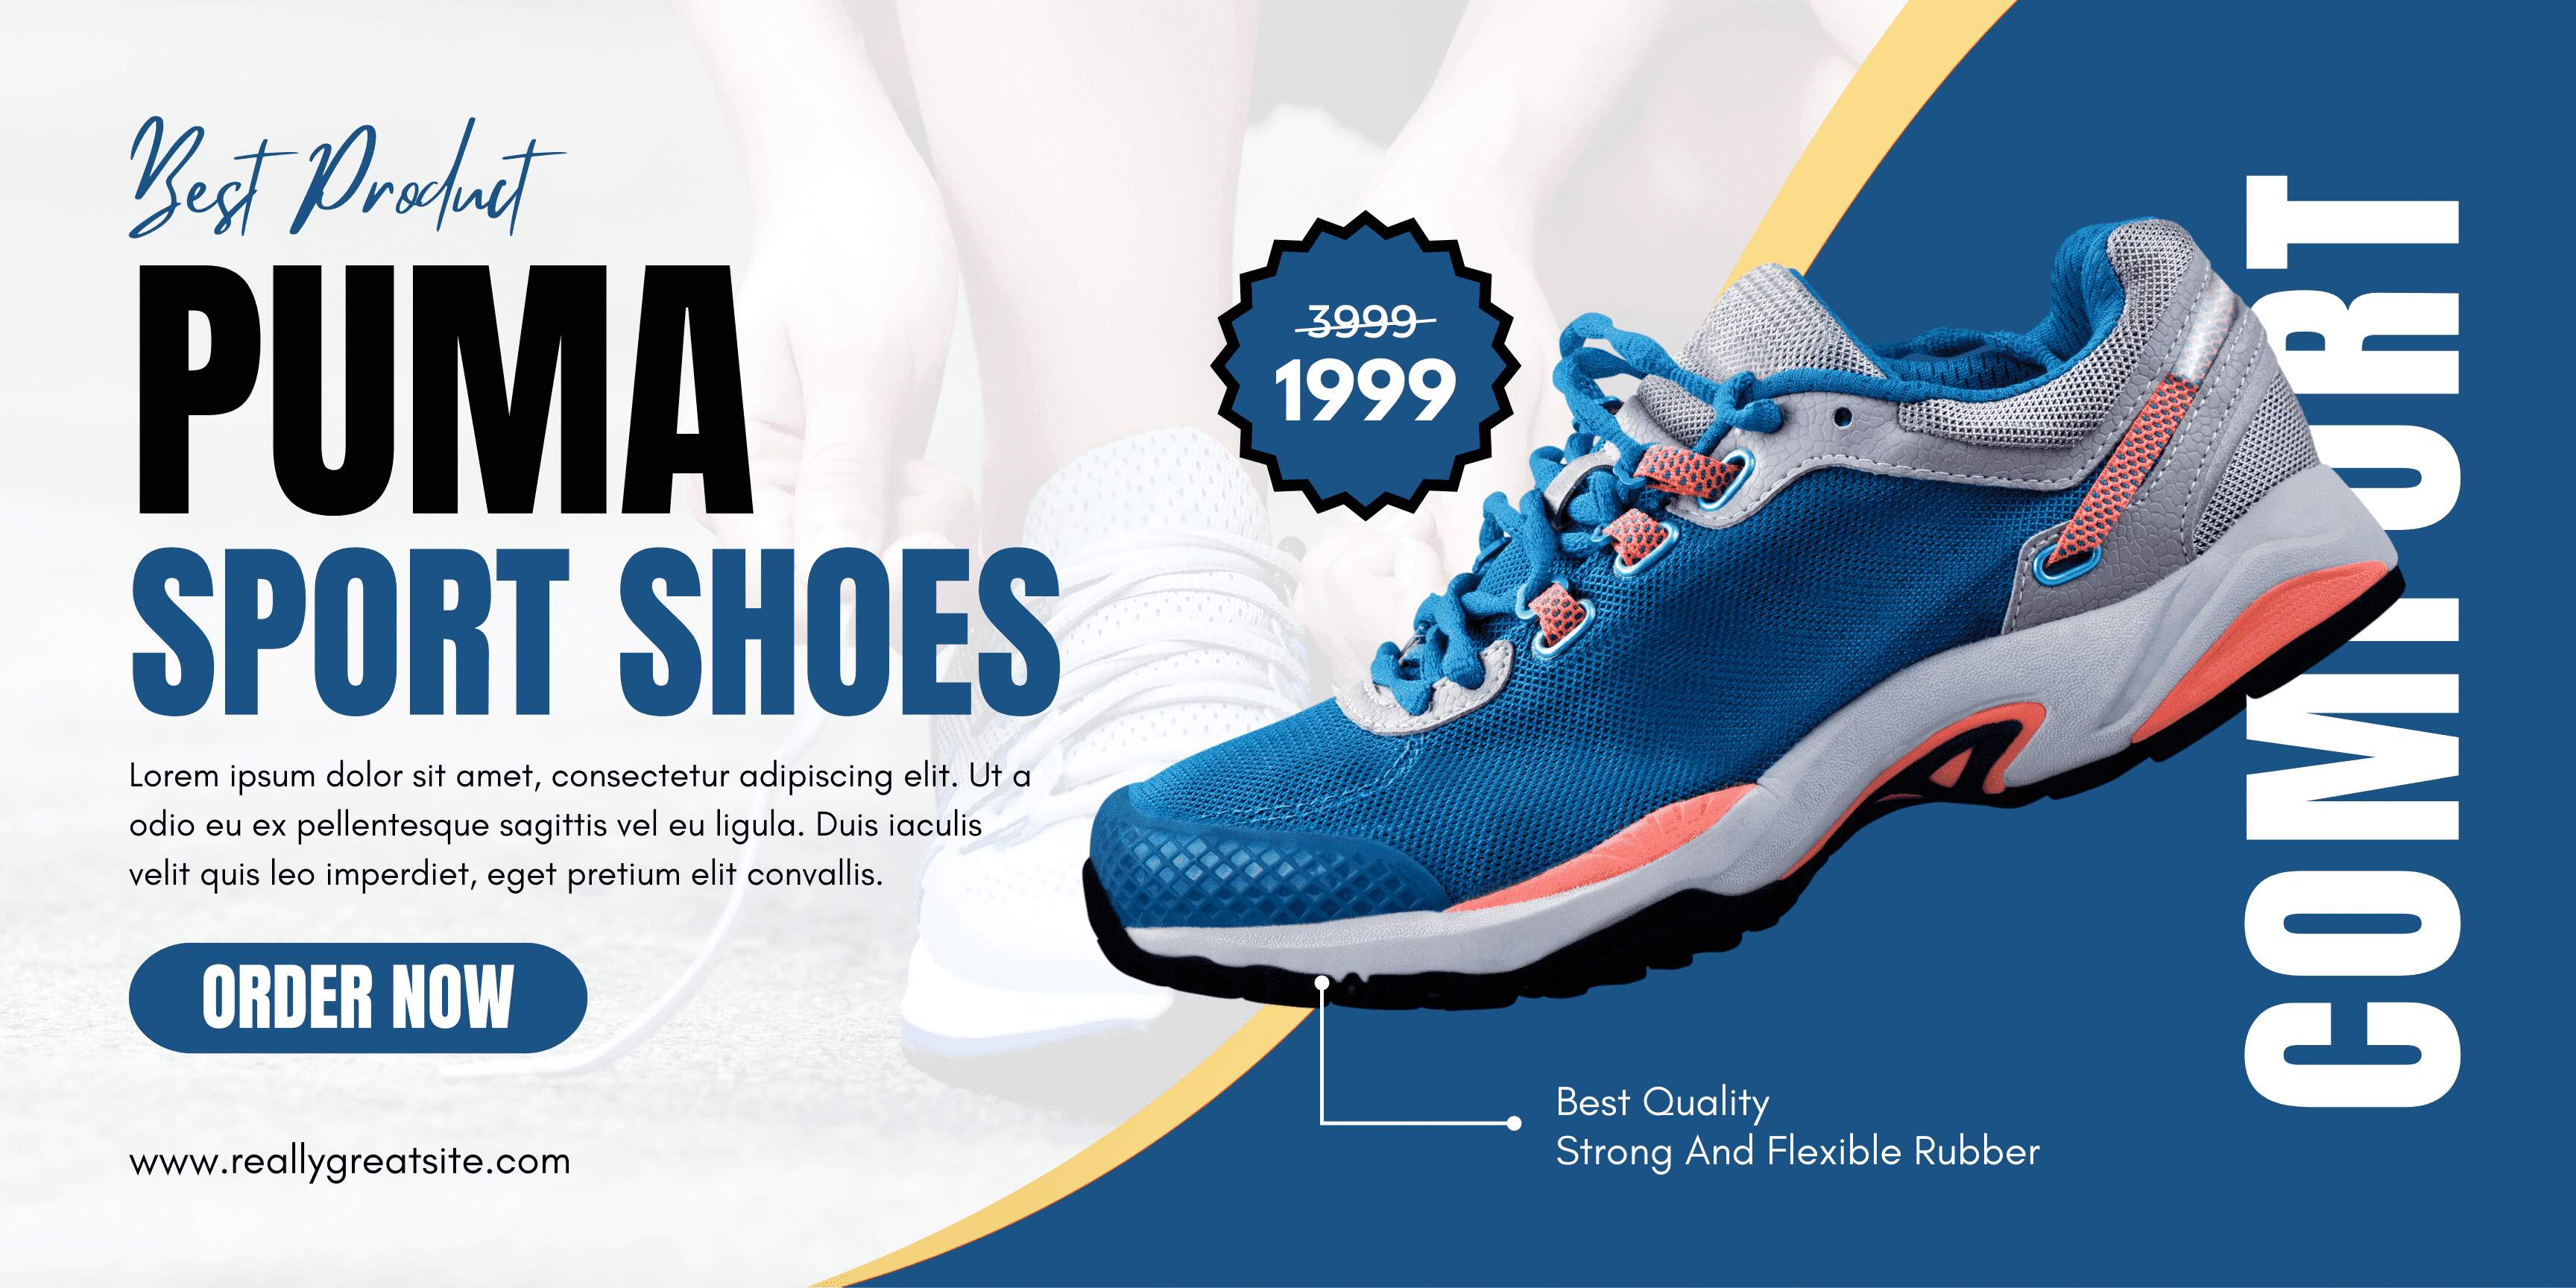 Best Product
PUMA
SPORT SHOES
Lorem ipsum dolor sit amet, consectetur adipiscing elit. Ut a
odio eu ex pellentesque sagittis vel eu ligula. Duis iaculis
velit quis leo imperdiet, eget pretium elit convallis.
ORDER NOW
www.reallygreatsite.com
3999
1999
Best Quality
Strong And Flexible Rubber
COMFORT